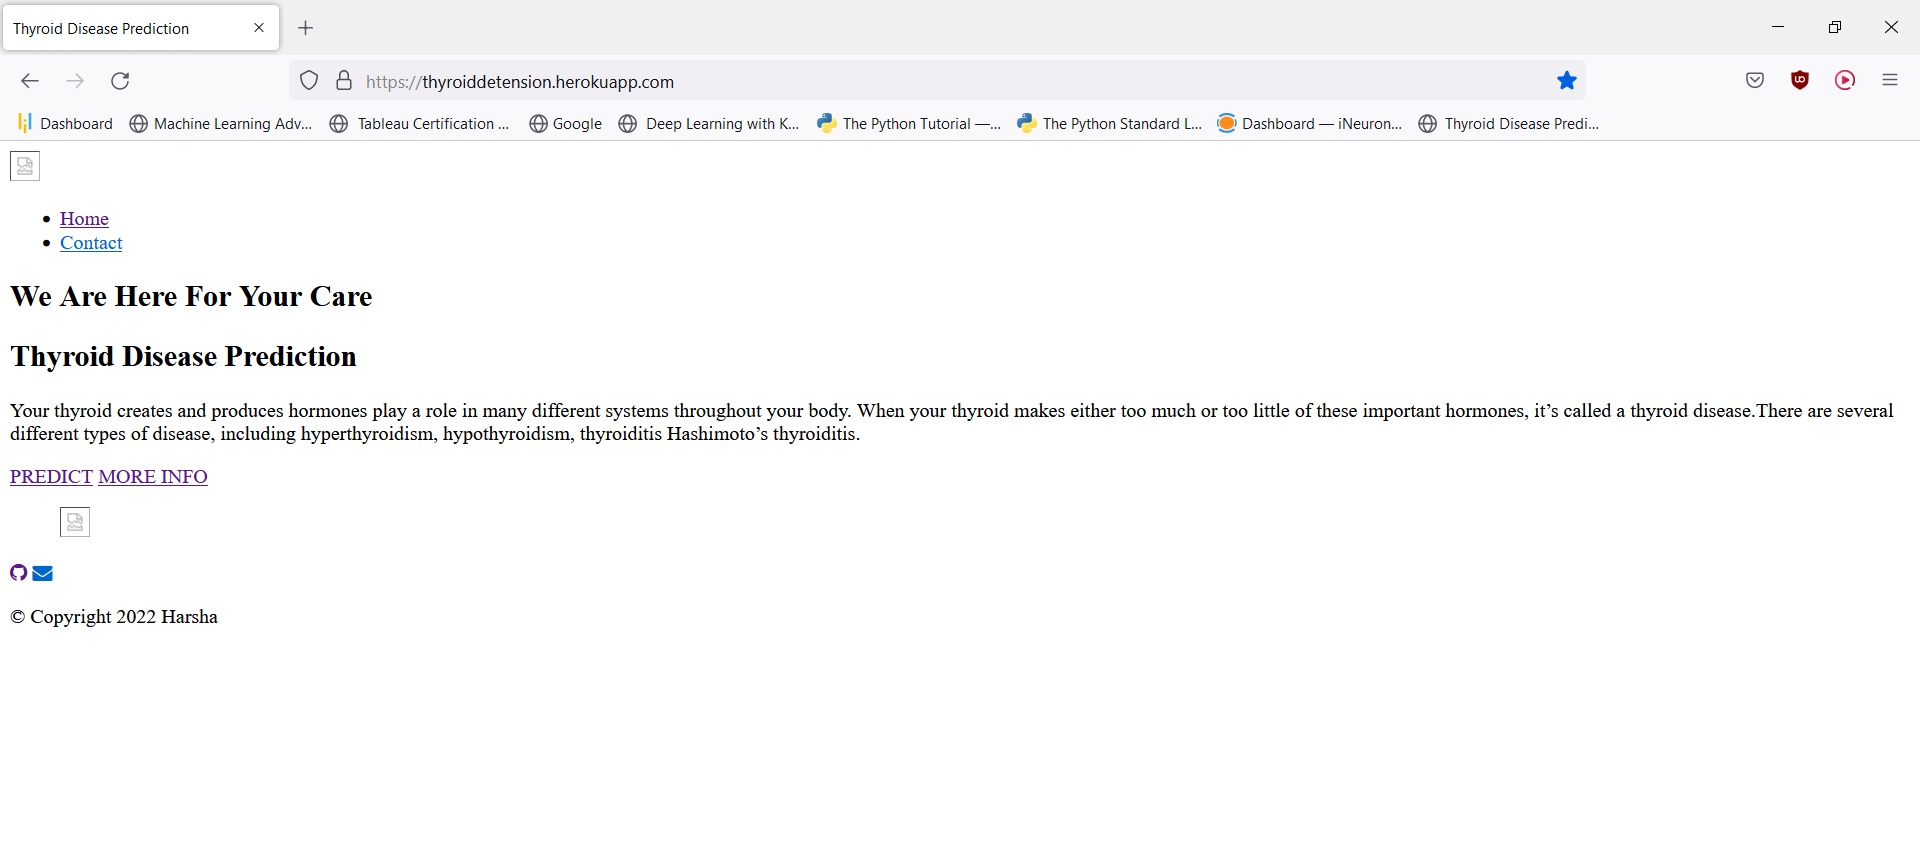 Thyroid Disease Prediction
https://thyroiddetension.herokuapp.com
Dashboard Machine Learning Adv... Tableau Certification ... Google Deep Learning with K... The Python Tutorial —... The Python Standard L... Dashboard — iNeuron... Thyroid Disease Predi...
Home
Contact
We Are Here For Your Care
Thyroid Disease Prediction
Your thyroid creates and produces hormones play a role in many different systems throughout your body. When your thyroid makes either too much or too little of these important hormones, it’s called a thyroid disease.There are several
different types of disease, including hyperthyroidism, hypothyroidism, thyroiditis Hashimoto’s thyroiditis.
PREDICT MORE INFO
© Copyright 2022 Harsha